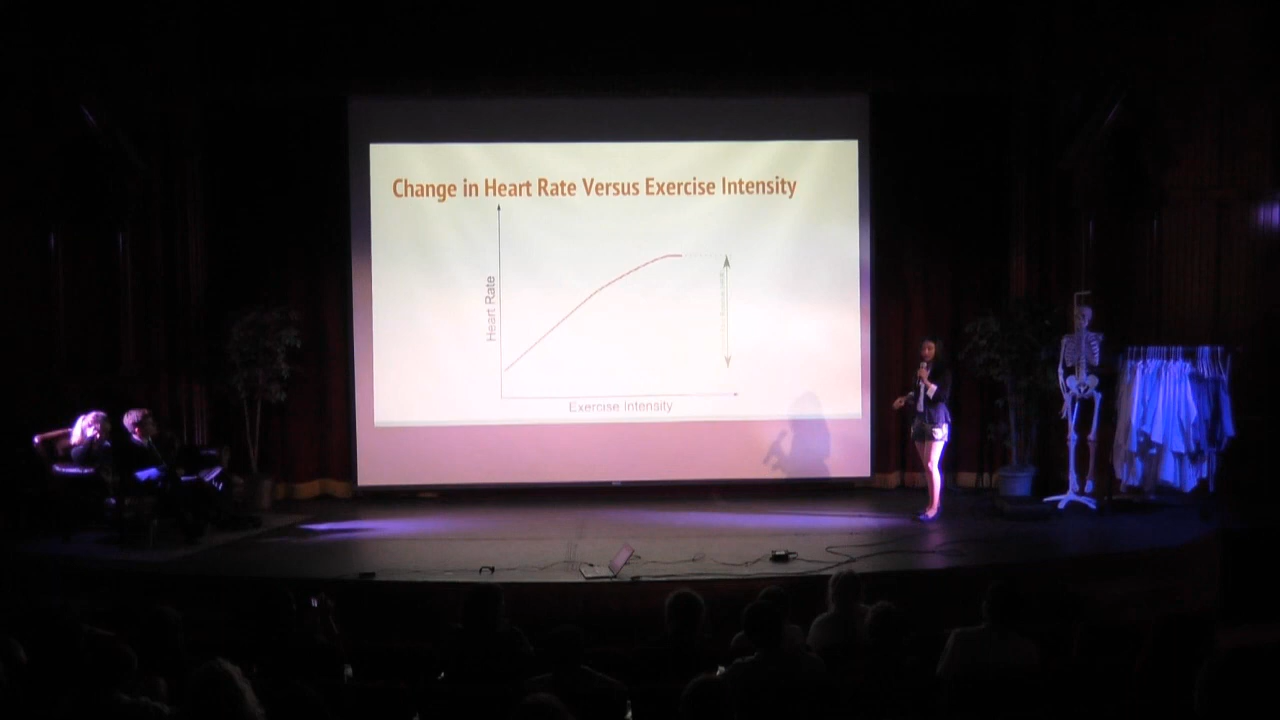 Change in Heart Rate Versus Exercise Intensity
Heart Rate
Exercise Intensity